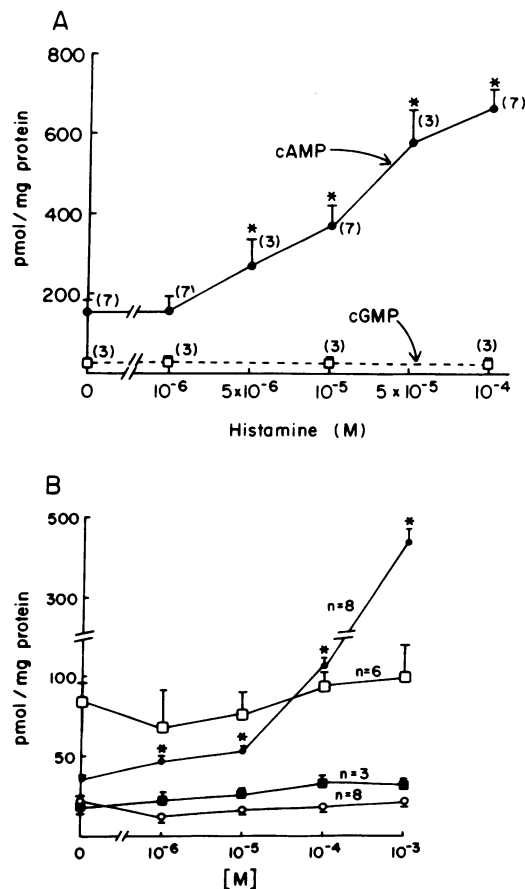 A
pmol/mg protein
800
600
400
200
*
(7)
*
(3)
cAMP
*
(7)
*
(3)
(7)
(7)
cGMP
(3)
(3)
(3)
(3)
0
10⁻⁶
5x10⁻⁶
10⁻⁵
5x10⁻⁵
10⁻⁴
Histamine (M)
B
pmol/mg protein
500
300
100
50
*
n=8
*
n=6
*
*
n=3
n=8
0
10⁻⁶
10⁻⁵
10⁻⁴
10⁻³
[M]